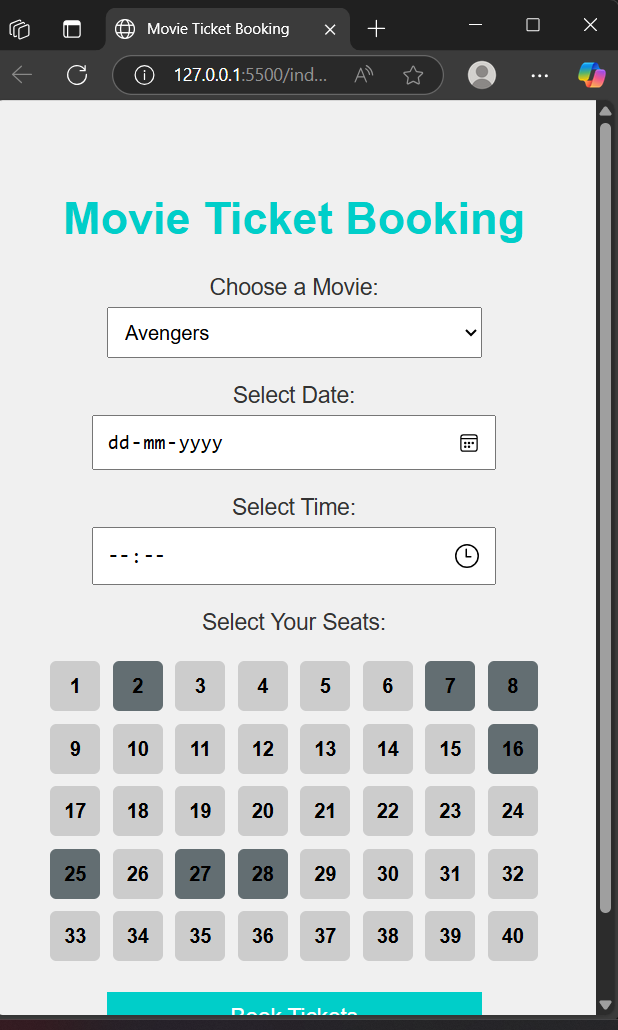 Movie Ticket Booking
127.0.0.1:5500/ind...
Movie Ticket Booking
Choose a Movie:
Avengers
Select Date:
dd-mm-yyyy
Select Time:
--:--
Select Your Seats:
1 2 3 4 5 6 7 8
9 10 11 12 13 14 15 16
17 18 19 20 21 22 23 24
25 26 27 28 29 30 31 32
33 34 35 36 37 38 39 40
Book Tickets